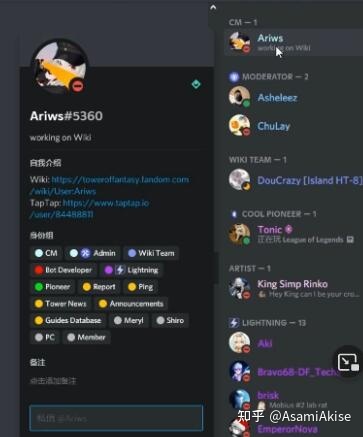 Ariws#5360
working on Wiki
自我介绍
Wiki: https://toweroffantasy.fandom.com
/wiki/User:Ariws
TapTap: https://www.taptap.io
/user/84488811
身份组
CM Admin Wiki Team
Bot Developer Lightning
Pioneer Report Ping
Tower News Announcements
Guides Database Meryl Shiro
PC Member
备注
点击添加备注
私信 @Ariws
CM — 1
Ariws
working on Wiki
MODERATOR — 2
Asheleez
ChuLay
WIKI TEAM — 1
DouCrazy [Island HT-8]
COOL PIONEER — 1
Tonic
正在玩 League of Legends
ARTIST — 1
King Simp Rinko
Hey King can I be your cro...
LIGHTNING — 13
Aki
Bravo68-DF_Tech
brisk
Mobius #2 lab rat
EmperorNova
知乎 @AsamiAkise